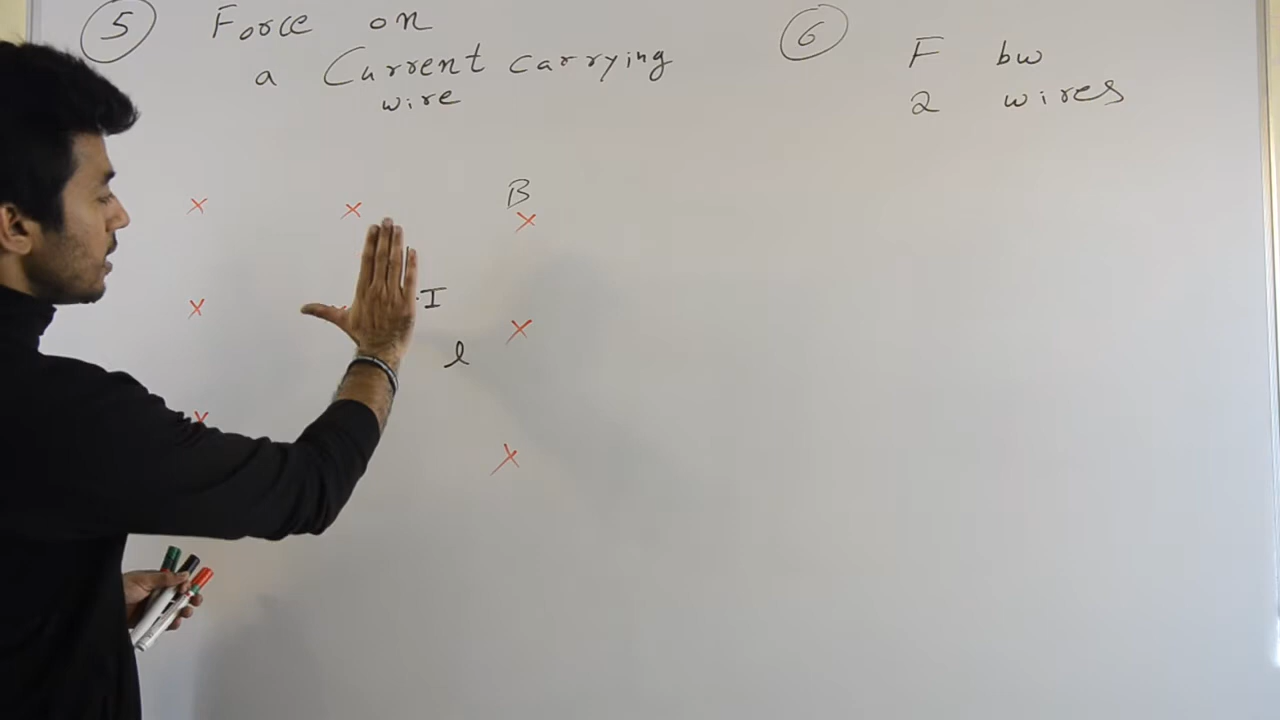 5 Force on
a Current carrying
wire
6 F bw
2 wires
B
x x x
x I x
l
x x